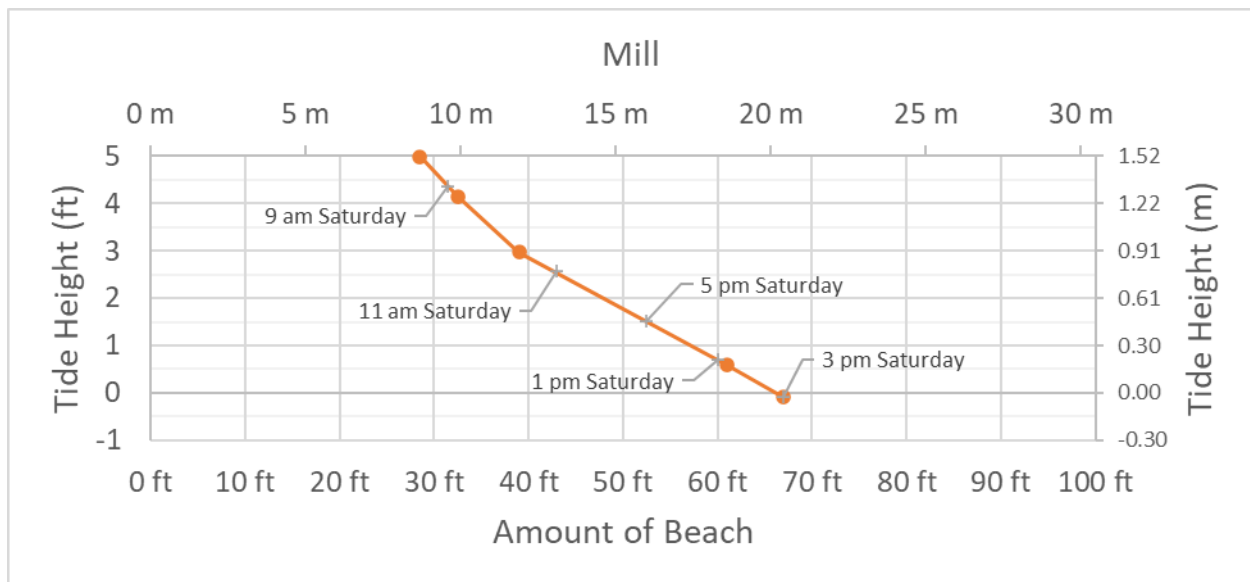 Mill
0 m 5 m 10 m 15 m 20 m 25 m 30 m
5 1.52
4 1.22
9 am Saturday
3 0.91
5 pm Saturday
2 0.61
11 am Saturday
1 0.30
3 pm Saturday
1 pm Saturday
0 0.00
-1 -0.30
Tide Height (ft)
Tide Height (m)
0 ft 10 ft 20 ft 30 ft 40 ft 50 ft 60 ft 70 ft 80 ft 90 ft 100 ft
Amount of Beach